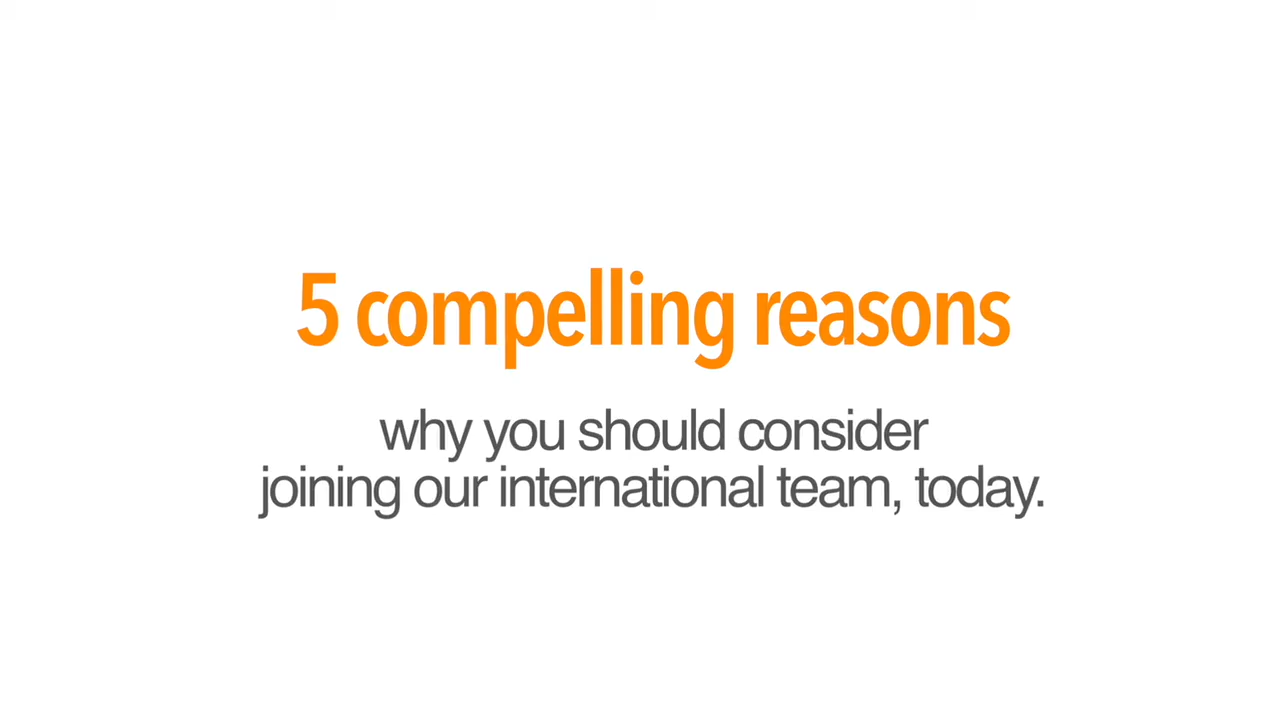 5 compelling reasons
why you should consider
joining our international team, today.